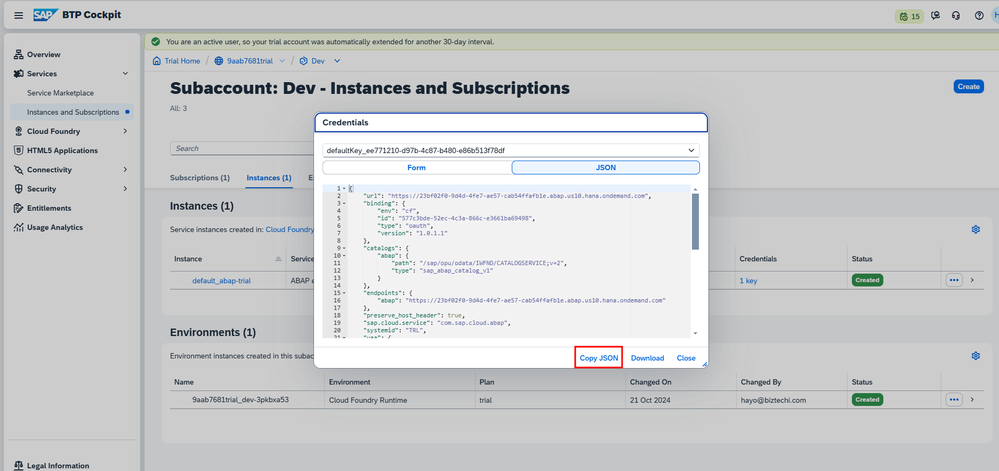 SAP BTP Cockpit
15
H
Overview
Services
Service Marketplace
Instances and Subscriptions
Cloud Foundry
HTML5 Applications
Connectivity
Security
Entitlements
Usage Analytics
Legal Information
You are an active user, so your trial account was automatically extended for another 30-day interval.
Trial Home / 9aab7681trial / Dev
Subaccount: Dev - Instances and Subscriptions
Create
All: 3
Search
Subscriptions (1) Instances (1) E
Instances (1)
Service instances created in: Cloud Foundry
Instance Service Credentials Status
default_abap-trial ABAP e 1 key Created
Environments (1)
Environment instances created in this subac
Name Environment Plan Changed On Changed By Status
9aab7681trial_dev-3pkbxa53 Cloud Foundry Runtime trial 21 Oct 2024 hayo@biztechi.com Created
Credentials
defaultKey_ee771210-d97b-4c87-b480-e86b513f78df
Form JSON
1 {
2 "url": "https://23bf02f0-9d4d-4fe7-ae57-cab54ffafb1e.abap.us10.hana.ondemand.com",
3 "binding": {
4 "env": "cf",
5 "id": "577c3bde-52ec-4c3a-866c-e3661ba69498",
6 "type": "oauth",
7 "version": "1.0.1.1"
8 },
9 "catalogs": {
10 "abap": {
11 "path": "/sap/opu/odata/IWFND/CATALOGSERVICE;v=2",
12 "type": "sap_abap_catalog_v1"
13 }
14 },
15 "endpoints": {
16 "abap": "https://23bf02f0-9d4d-4fe7-ae57-cab54ffafb1e.abap.us10.hana.ondemand.com"
17 },
18 "preserve_host_header": true,
19 "sap.cloud.service": "com.sap.cloud.abap",
20 "systemid": "TRL",
21 "uaa": {
Copy JSON Download Close